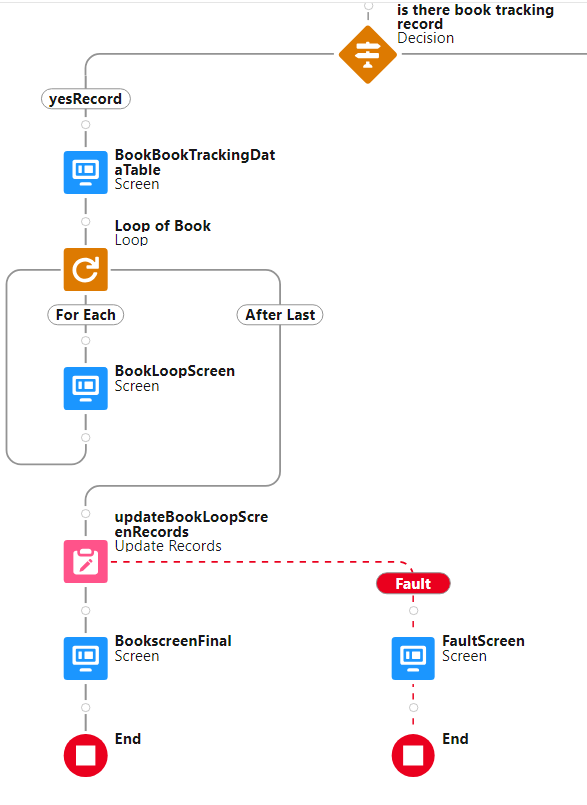 is there book tracking
record
Decision
yesRecord
BookBookTrackingDat
aTable
Screen
Loop of Book
Loop
For Each
After Last
BookLoopScreen
Screen
updateBookLoopScre
enRecords
Update Records
Fault
BookscreenFinal
Screen
FaultScreen
Screen
End
End